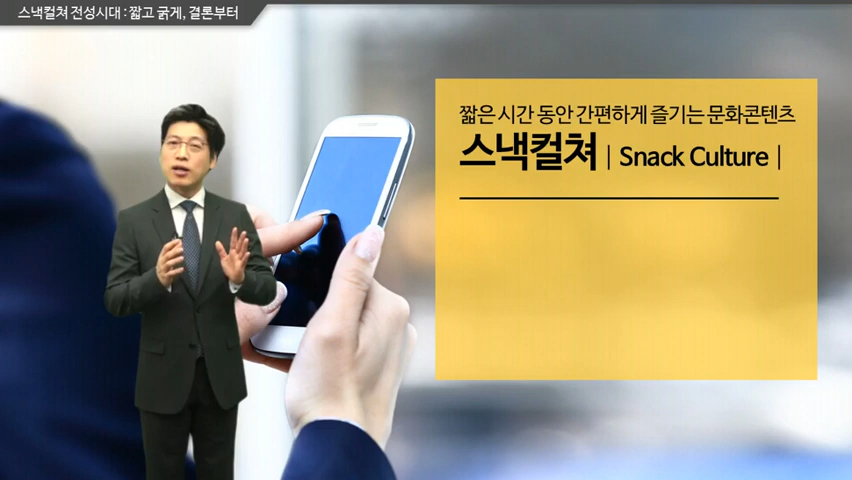 스낵컬쳐 전성시대 : 짧고 굵게, 결론부터
짧은 시간 동안 간편하게 즐기는 문화콘텐츠
스낵컬쳐 | Snack Culture |